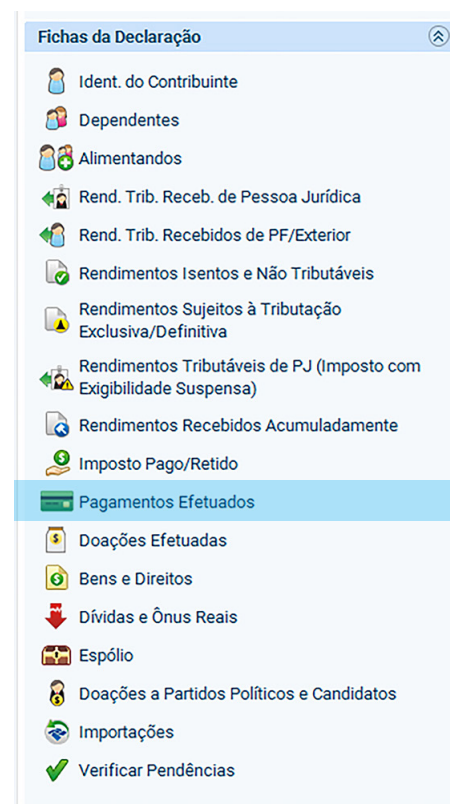 Fichas da Declaração
Ident. do Contribuinte
Dependentes
Alimentandos
Rend. Trib. Receb. de Pessoa Jurídica
Rend. Trib. Recebidos de PF/Exterior
Rendimentos Isentos e Não Tributáveis
Rendimentos Sujeitos à Tributação
Exclusiva/Definitiva
Rendimentos Tributáveis de PJ (Imposto com
Exigibilidade Suspensa)
Rendimentos Recebidos Acumuladamente
Imposto Pago/Retido
Pagamentos Efetuados
Doações Efetuadas
Bens e Direitos
Dívidas e Ônus Reais
Espólio
Doações a Partidos Políticos e Candidatos
Importações
Verificar Pendências